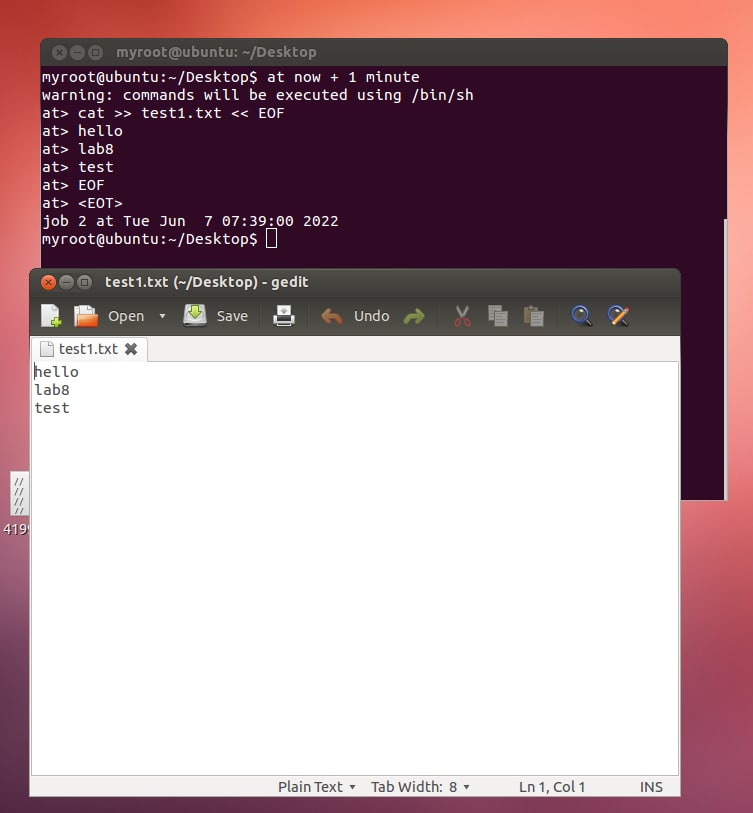 myroot@ubuntu: ~/Desktop
myroot@ubuntu:~/Desktop$ at now + 1 minute
warning: commands will be executed using /bin/sh
at> cat >> test1.txt << EOF
at> hello
at> lab8
at> test
at> EOF
at> <EOT>
job 2 at Tue Jun  7 07:39:00 2022
myroot@ubuntu:~/Desktop$
test1.txt (~/Desktop) - gedit
Open Save Undo
test1.txt
hello
lab8
test
//
//
//
//
Plain Text Tab Width: 8 Ln 1, Col 1 INS